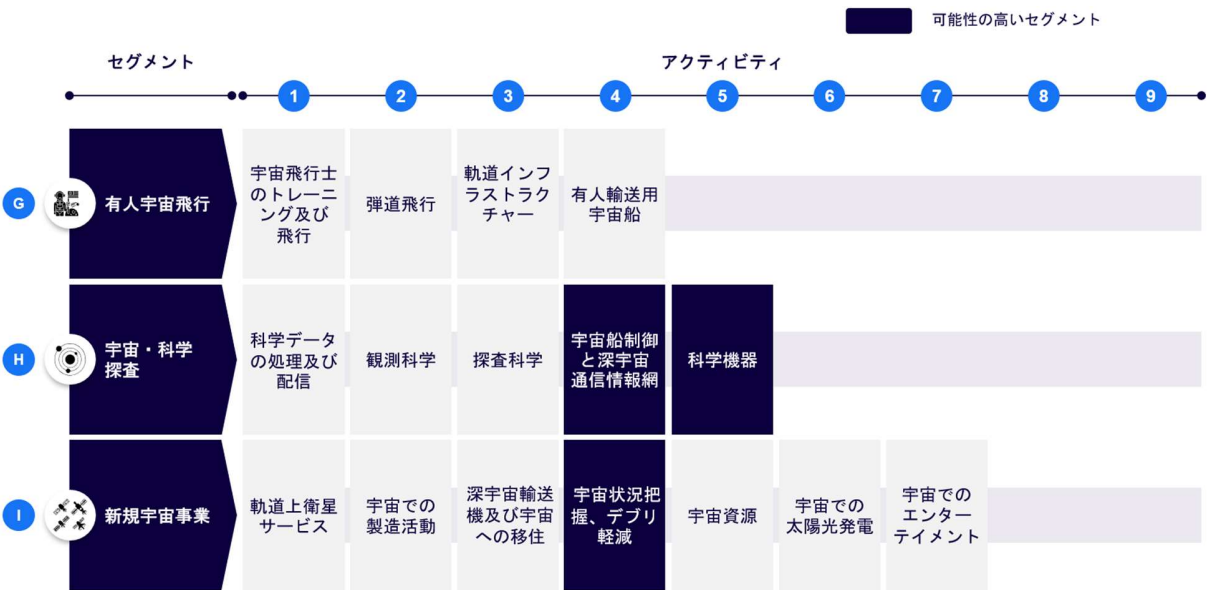 可能性の高いセグメント
セグメント
アクティビティ
1
2
3
4
5
6
7
8
9
G
有人宇宙飛行
宇宙飛行士
のトレーニ
ング及び
飛行
弾道飛行
軌道インフ
ラストラク
チャー
有人輸送用
宇宙船
H
宇宙・科学
探査
科学データ
の処理及び
配信
観測科学
探査科学
宇宙船制御
と深宇宙
通信情報網
科学機器
I
新規宇宙事業
軌道上衛星
サービス
宇宙での
製造活動
深宇宙輸送
機及び宇宙
への移住
宇宙状況把
握、デブリ
軽減
宇宙資源
宇宙での
太陽光発電
宇宙での
エンター
テイメント